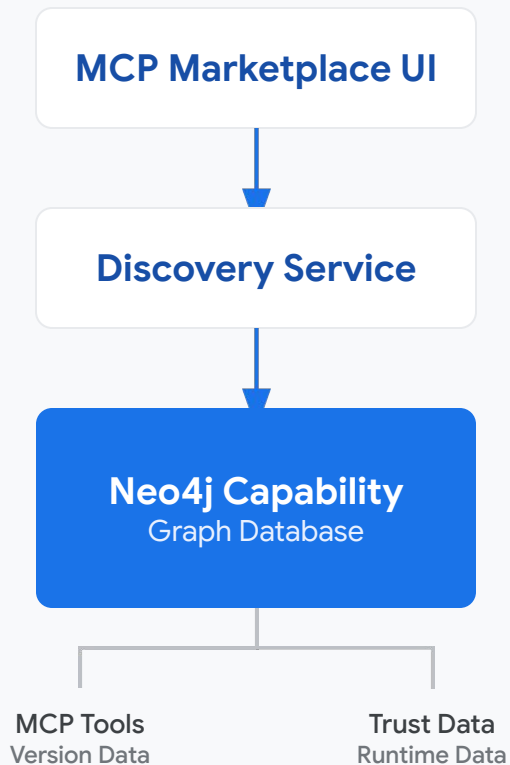 MCP Marketplace UI
Discovery Service
Neo4j Capability
Graph Database
MCP Tools
Version Data
Trust Data
Runtime Data